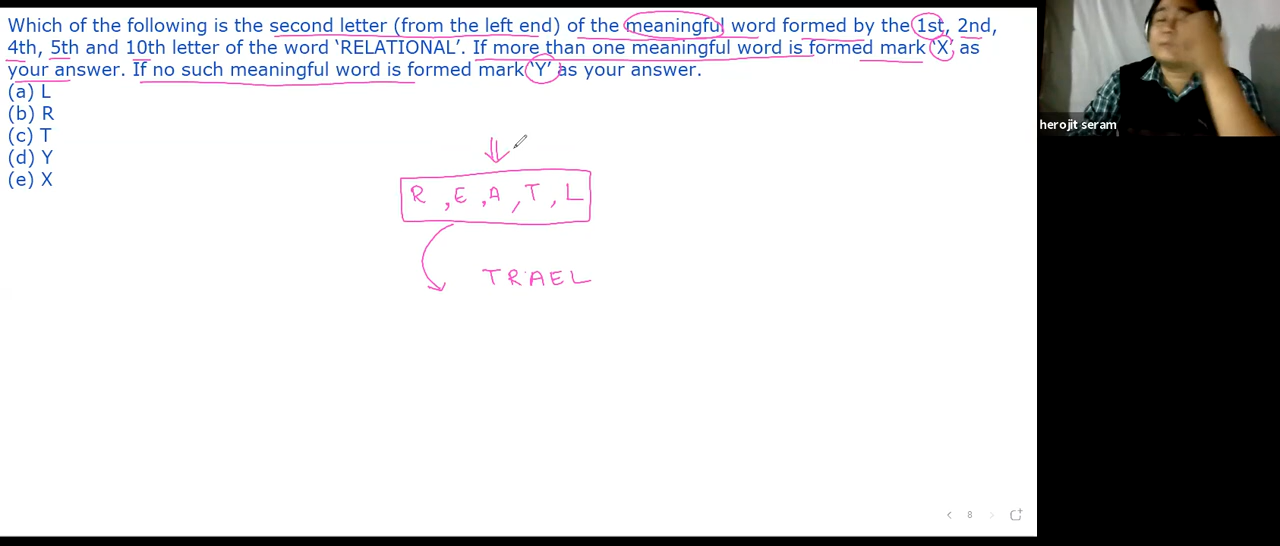 Which of the following is the second letter (from the left end) of the meaningful word formed by the 1st, 2nd,
4th, 5th and 10th letter of the word ‘RELATIONAL’. If more than one meaningful word is formed mark ‘X’ as
your answer. If no such meaningful word is formed mark ‘Y’ as your answer.
(a) L
(b) R
(c) T
(d) Y
(e) X
herojit seram
R , E , A , T , L
TRAEL
8